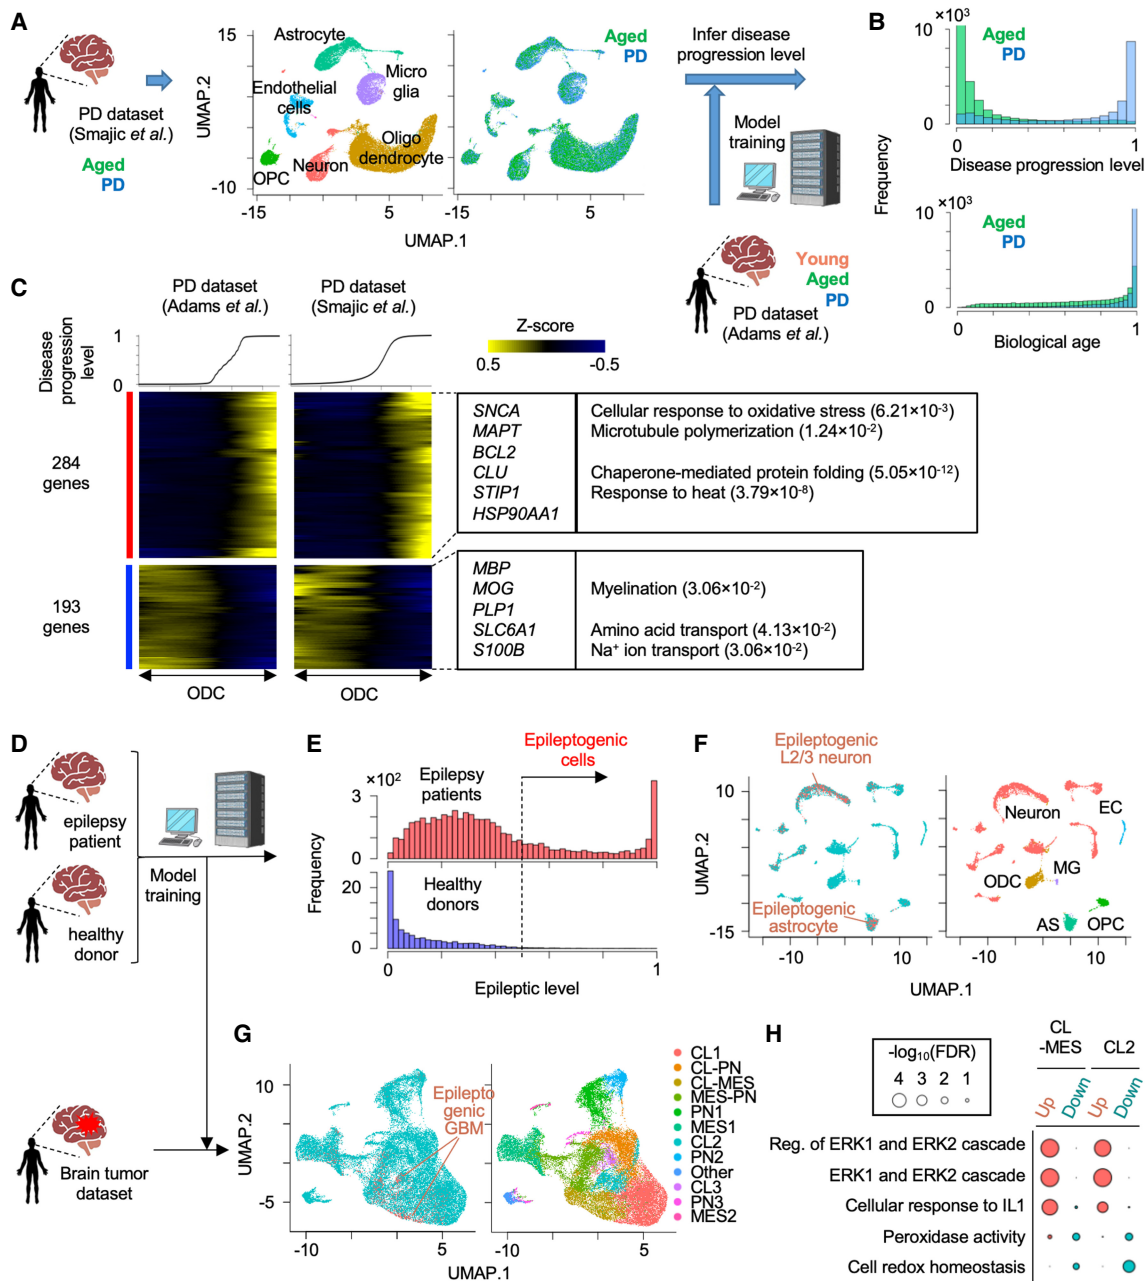 A
PD dataset
(Smajic et al.)
Aged
PD
15
-10
UMAP.2
Astrocyte
Micro
glia
Endothelial
cells
Oligo
dendrocyte
Neuron
OPC
-15
5
Aged
PD
-15
5
UMAP.1
Infer disease
progression level
Model
training
Young
Aged
PD
PD dataset
(Adams et al.)
B
10 ×10³
Aged
PD
0
0
1
Disease progression level
Frequency
10 ×10³
Aged
PD
0
0
1
Biological age
C
PD dataset
(Adams et al.)
PD dataset
(Smajic et al.)
Z-score
0.5
-0.5
Disease
progression
level
1
0
284
genes
SNCA
MAPT
BCL2
CLU
STIP1
HSP90AA1
Cellular response to oxidative stress (6.21×10⁻³)
Microtubule polymerization (1.24×10⁻²)
Chaperone-mediated protein folding (5.05×10⁻¹²)
Response to heat (3.79×10⁻⁸)
193
genes
MBP
MOG
PLP1
SLC6A1
S100B
Myelination (3.06×10⁻²)
Amino acid transport (4.13×10⁻²)
Na⁺ ion transport (3.06×10⁻²)
ODC
ODC
D
epilepsy
patient
Model
training
healthy
donor
Brain tumor
dataset
E
Epileptogenic
cells
×10²
Epilepsy
patients
3
0
Frequency
Healthy
donors
20
0
0
1
Epileptic level
F
Epileptogenic
L2/3 neuron
10
-15
UMAP.2
Epileptogenic
astrocyte
-10
10
Neuron
EC
MG
ODC
AS
OPC
-10
10
UMAP.1
G
10
-5
UMAP.2
Epilepto
genic
GBM
-10
5
5
UMAP.1
CL1
CL-PN
CL-MES
MES-PN
PN1
MES1
CL2
PN2
Other
CL3
PN3
MES2
H
-log₁₀(FDR)
4 3 2 1
CL
-MES
CL2
Up
Down
Up
Down
Reg. of ERK1 and ERK2 cascade
ERK1 and ERK2 cascade
Cellular response to IL1
Peroxidase activity
Cell redox homeostasis